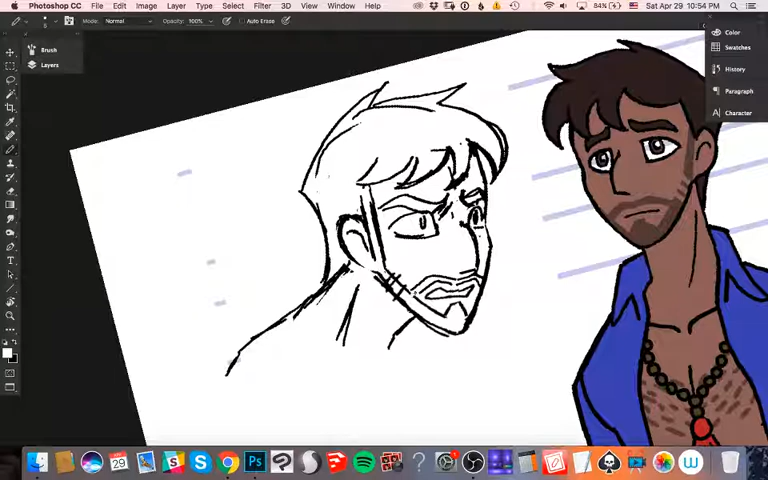 Photoshop CC File Edit Image Layer Type Select Filter 3D View Window Help 84% Sat Apr 29 10:54 PM
Mode: Normal Opacity: 100% Auto Erase
Brush
Layers
Color
Swatches
History
Paragraph
Character